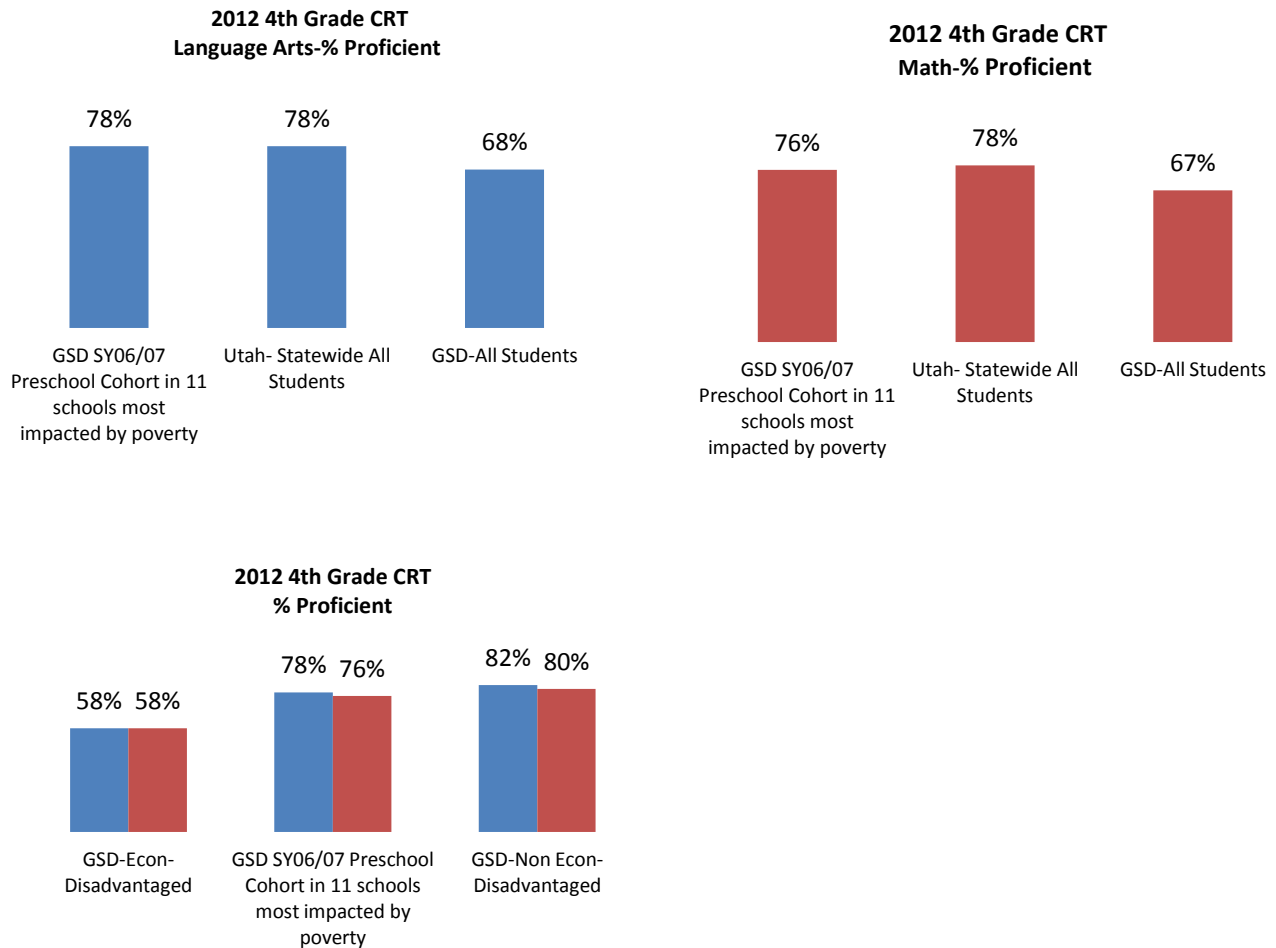 2012 4th Grade CRT
Language Arts-% Proficient
78%
78%
68%
GSD SY06/07
Preschool Cohort in 11
schools most
impacted by poverty
Utah- Statewide All
Students
GSD-All Students
2012 4th Grade CRT
Math-% Proficient
76%
78%
67%
GSD SY06/07
Preschool Cohort in 11
schools most
impacted by poverty
Utah- Statewide All
Students
GSD-All Students
2012 4th Grade CRT
% Proficient
58% 58%
78% 76%
82% 80%
GSD-Econ-
Disadvantaged
GSD SY06/07 Preschool
Cohort in 11 schools
most impacted by
poverty
GSD-Non Econ-
Disadvantaged